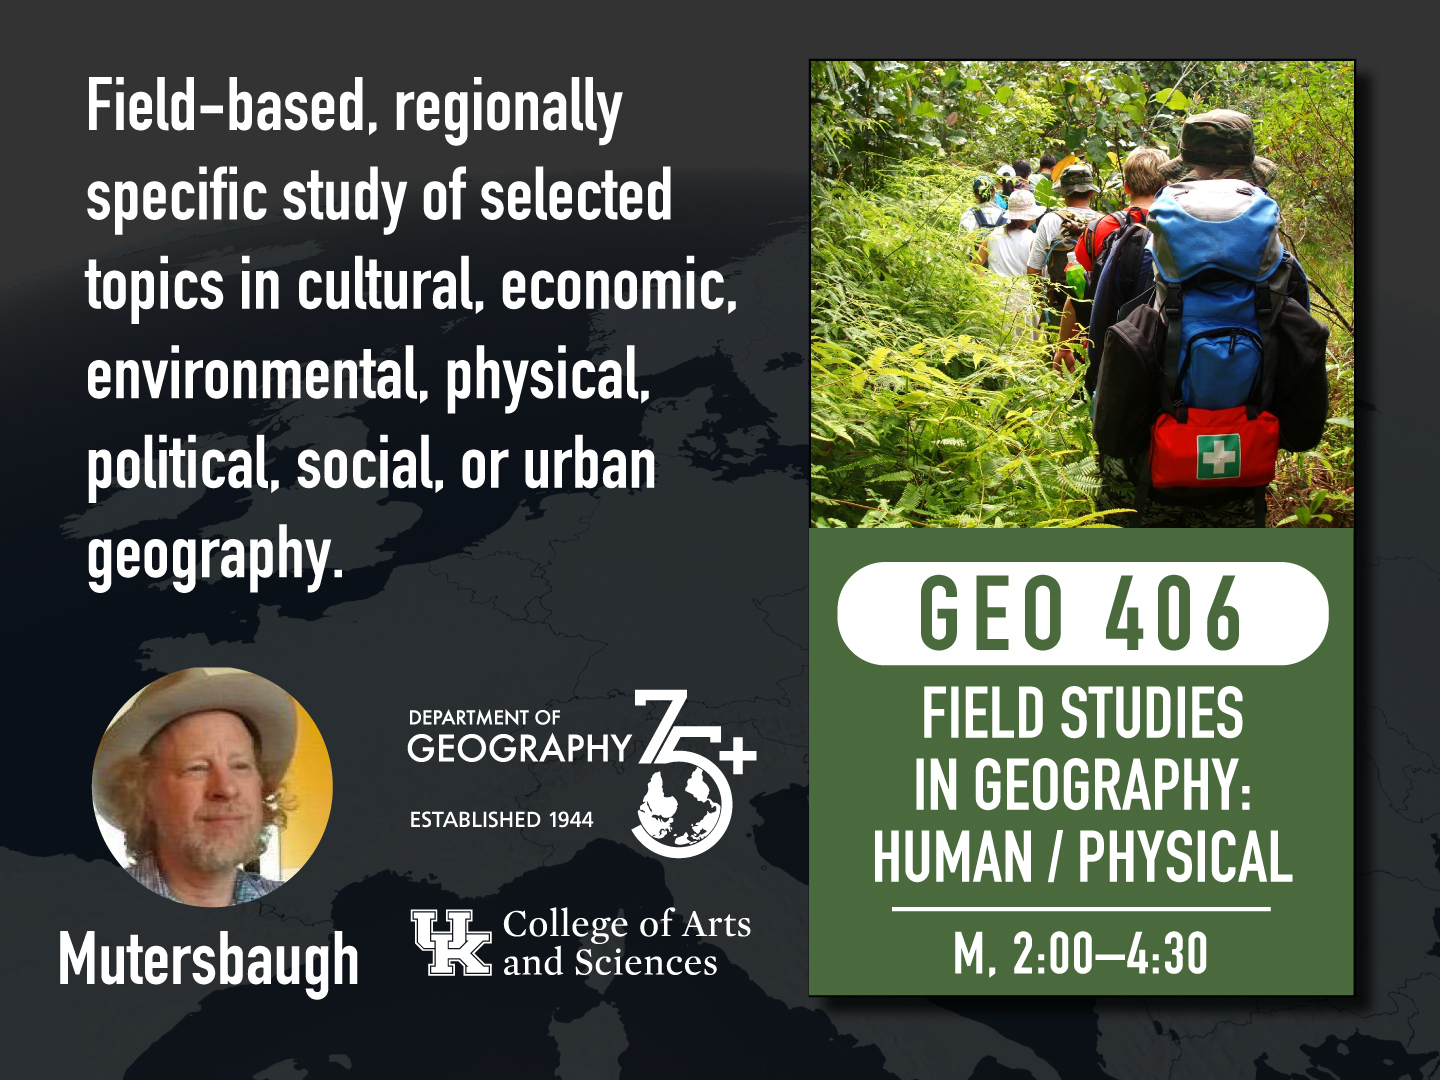 Field-based, regionally
specific study of selected
topics in cultural, economic,
environmental, physical,
political, social, or urban
geography.
Mutersbaugh
DEPARTMENT OF
GEOGRAPHY 75+
ESTABLISHED 1944
UK College of Arts
and Sciences
GEO 406
FIELD STUDIES
IN GEOGRAPHY:
HUMAN / PHYSICAL
M, 2:00–4:30